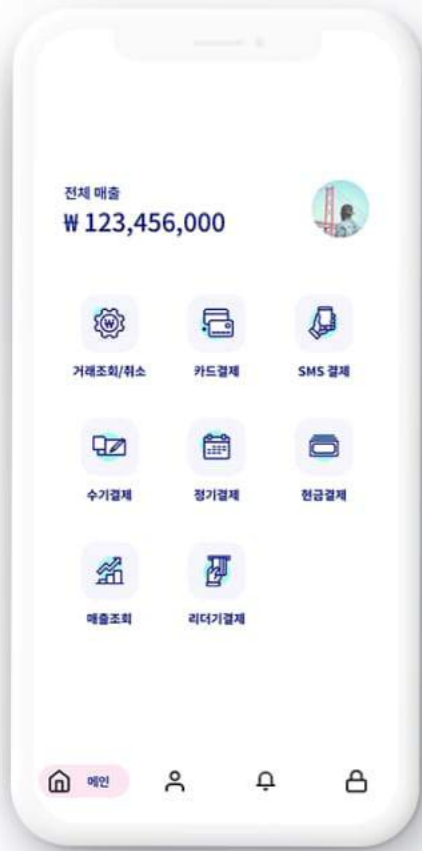 전체 매출
₩ 123,456,000
거래조회/취소
카드결제
SMS 결제
수기결제
정기결제
현금결제
매출조회
리더기결제
메인